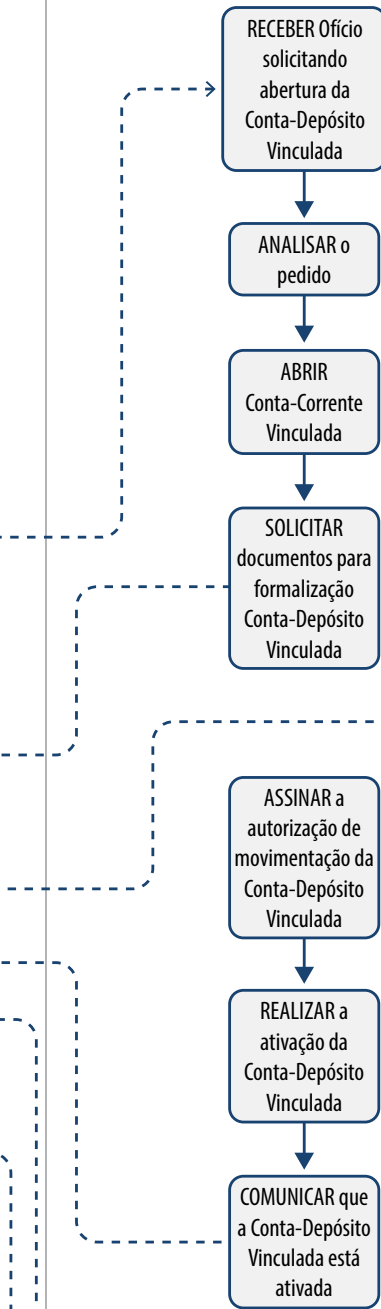 RECEBER Ofício
solicitando
abertura da
Conta-Depósito
Vinculada
ANALISAR o
pedido
ABRIR
Conta-Corrente
Vinculada
SOLICITAR
documentos para
formalização
Conta-Depósito
Vinculada
ASSINAR a
autorização de
movimentação da
Conta-Depósito
Vinculada
REALIZAR a
ativação da
Conta-Depósito
Vinculada
COMUNICAR que
a Conta-Depósito
Vinculada está
ativada